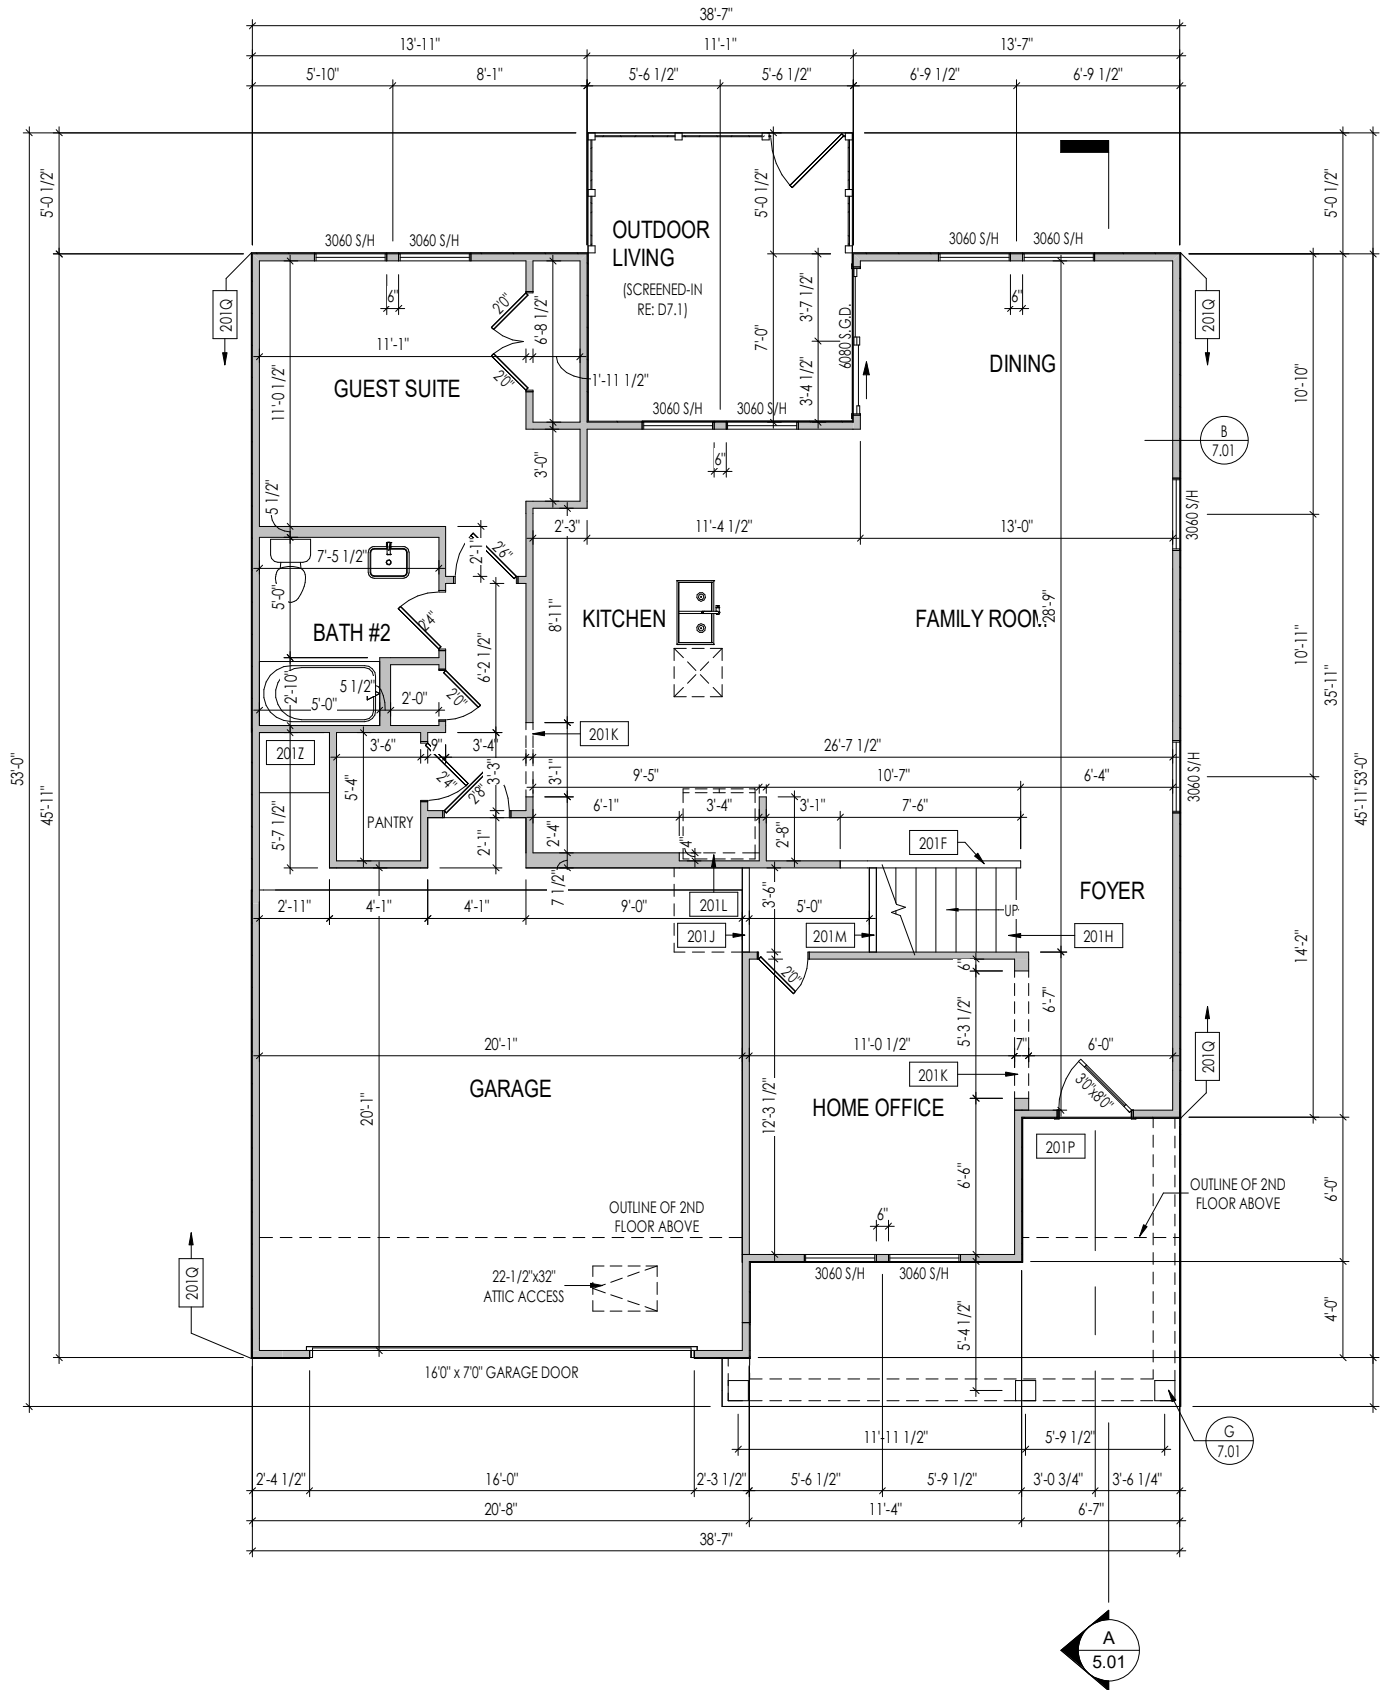 38'-7"
13'-11" 11'-1" 13'-7"
5'-10" 8'-1" 5'-6 1/2" 5'-6 1/2" 6'-9 1/2" 6'-9 1/2"
5'-0 1/2"
5'-0 1/2"
5'-0 1/2"
OUTDOOR
LIVING
(SCREENED-IN
RE: D7.1)
3060 S/H 3060 S/H
3060 S/H 3060 S/H
201Q
201Q
6"
6"
2'0"
6'-8 1/2"
2'0"
11'-1"
1'-11 1/2"
GUEST SUITE
11'-0 1/2"
7'-0"
3'-7 1/2"
3'-4 1/2"
6080 S.G.D.
DINING
3060 S/H 3060 S/H
6"
10'-10"
B
7.01
3'-0"
5 1/2"
2'-3" 11'-4 1/2" 13'-0"
3060 S/H
7'-5 1/2"
2'-1"
2'6"
5'-0"
2'4"
BATH #2
8'-11"
KITCHEN
FAMILY ROOM
28'-9"
10'-11"
35'-11"
6'-2 1/2"
2'-10"
5'-0"
5 1/2"
2'-0"
2'0"
201Z
3'-6" 9" 3'-4"
201K
26'-7 1/2"
3060 S/H
53'-0"
45'-11"
45'-11"
53'-0"
5'-4"
2'4"
2'8"
3'-3"
3'-1"
9'-5" 10'-7" 6'-4"
6'-1" 3'-4" 3'-1" 7'-6"
PANTRY
5'-7 1/2"
2'-1"
2'-4"
4"
2'-8"
201F
7 1/2"
3'-6"
FOYER
2'-11" 4'-1" 4'-1" 9'-0"
201L
5'-0"
UP
201J
201M
201H
14'-2"
2'0"
6"
5'-3 1/2"
6'-7"
20'-1" 11'-0 1/2" 7" 6'-0"
201K
201Q
3'0"x8'0"
GARAGE
20'-1"
HOME OFFICE
12'-3 1/2"
201P
6'-6"
OUTLINE OF 2ND
FLOOR ABOVE
OUTLINE OF 2ND
FLOOR ABOVE
6'-0"
6"
3060 S/H 3060 S/H
201Q
22-1/2"x32"
ATTIC ACCESS
5'-4 1/2"
4'-0"
16'0" x 7'0" GARAGE DOOR
11'-11 1/2" 5'-9 1/2"
G
7.01
2'-4 1/2" 16'-0" 2'-3 1/2" 5'-6 1/2" 5'-9 1/2" 3'-0 3/4" 3'-6 1/4"
20'-8" 11'-4" 6'-7"
38'-7"
A
5.01